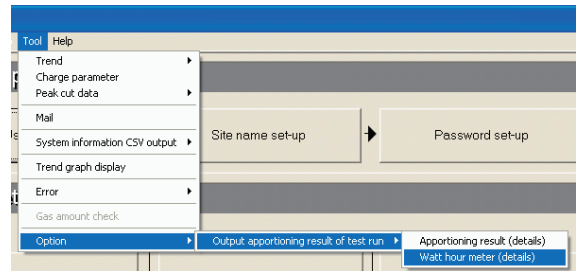 Tool Help
Trend
Charge parameter
Peak cut data
Mail
Site name set-up
Password set-up
System information CSV output
Trend graph display
Error
Gas amount check
Option
Output apportioning result of test run
Apportioning result (details)
Watt hour meter (details)